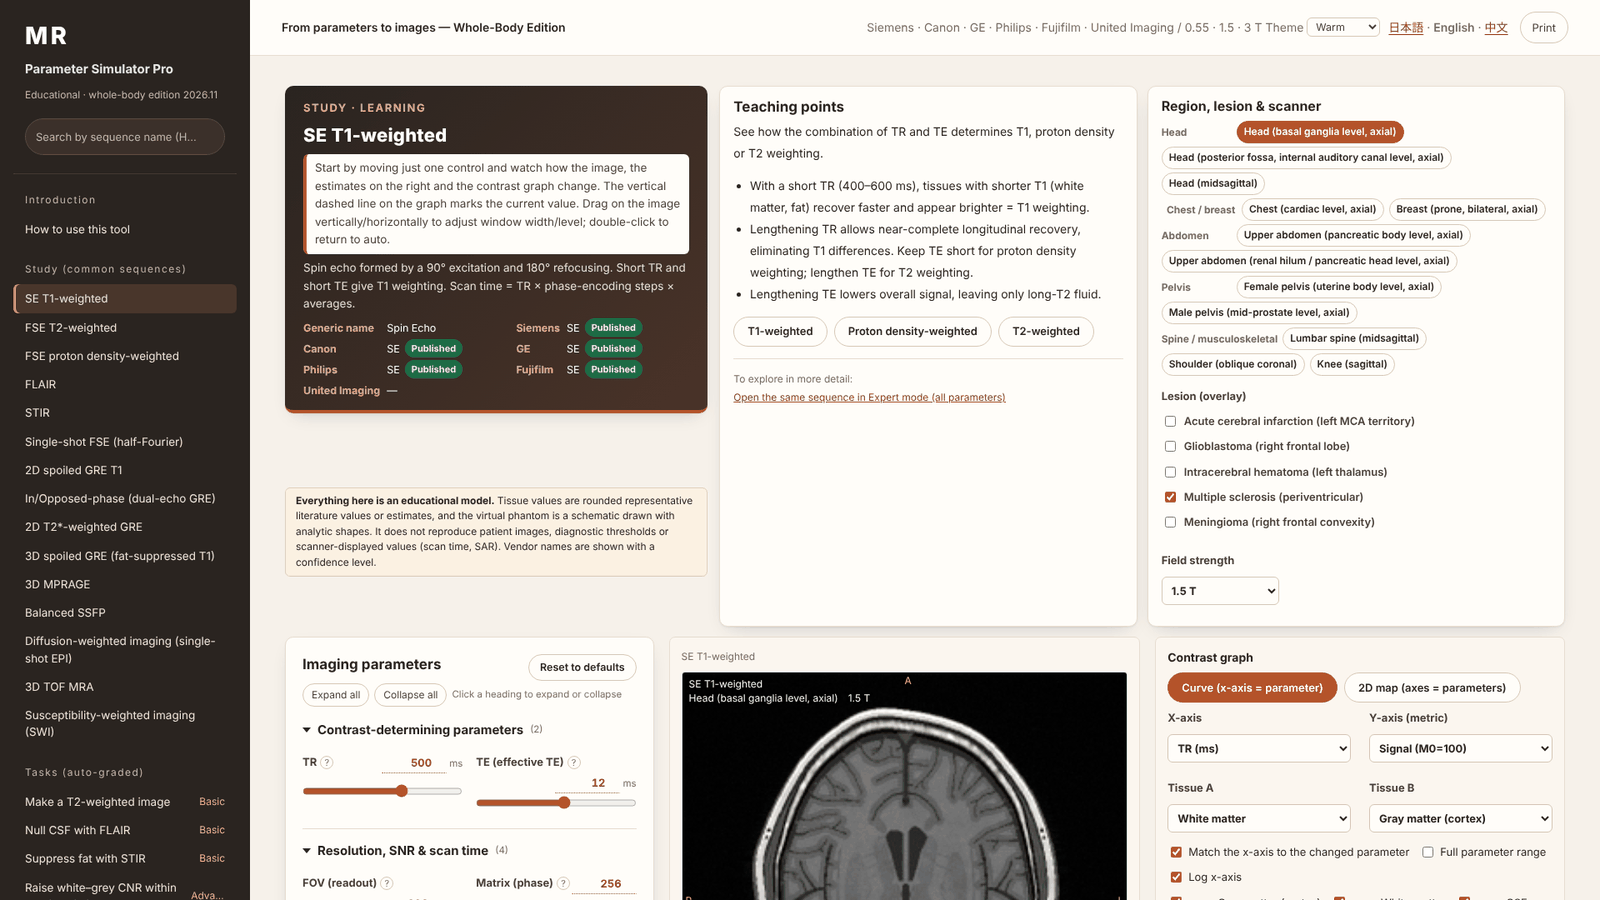 MR
Parameter Simulator Pro
Educational · whole-body edition 2026.11
Search by sequence name (H...
Introduction
How to use this tool
Study (common sequences)
SE T1-weighted
FSE T2-weighted
FSE proton density-weighted
FLAIR
STIR
Single-shot FSE (half-Fourier)
2D spoiled GRE T1
In/Opposed-phase (dual-echo GRE)
2D T2*-weighted GRE
3D spoiled GRE (fat-suppressed T1)
3D MPRAGE
Balanced SSFP
Diffusion-weighted imaging (single-
shot EPI)
3D TOF MRA
Susceptibility-weighted imaging
(SWI)
Tasks (auto-graded)
Make a T2-weighted image Basic
Null CSF with FLAIR Basic
Suppress fat with STIR Basic
Raise white–grey CNR within Adva...
From parameters to images — Whole-Body Edition
Siemens · Canon · GE · Philips · Fujifilm · United Imaging / 0.55 · 1.5 · 3 T Theme Warm 日本語 · English · 中文 Print
STUDY · LEARNING
SE T1-weighted
Start by moving just one control and watch how the image, the
estimates on the right and the contrast graph change. The vertical
dashed line on the graph marks the current value. Drag on the image
vertically/horizontally to adjust window width/level; double-click to
return to auto.
Spin echo formed by a 90° excitation and 180° refocusing. Short TR and
short TE give T1 weighting. Scan time = TR × phase-encoding steps ×
averages.
Generic name Spin Echo Siemens SE Published
Canon SE Published GE SE Published
Philips SE Published Fujifilm SE Published
United Imaging —
Everything here is an educational model. Tissue values are rounded representative
literature values or estimates, and the virtual phantom is a schematic drawn with
analytic shapes. It does not reproduce patient images, diagnostic thresholds or
scanner-displayed values (scan time, SAR). Vendor names are shown with a
confidence level.
Teaching points
See how the combination of TR and TE determines T1, proton density
or T2 weighting.
• With a short TR (400–600 ms), tissues with shorter T1 (white
matter, fat) recover faster and appear brighter = T1 weighting.
• Lengthening TR allows near-complete longitudinal recovery,
eliminating T1 differences. Keep TE short for proton density
weighting; lengthen TE for T2 weighting.
• Lengthening TE lowers overall signal, leaving only long-T2 fluid.
T1-weighted Proton density-weighted T2-weighted
To explore in more detail:
Open the same sequence in Expert mode (all parameters)
Region, lesion & scanner
Head Head (basal ganglia level, axial)
Head (posterior fossa, internal auditory canal level, axial)
Head (midsagittal)
Chest / breast Chest (cardiac level, axial) Breast (prone, bilateral, axial)
Abdomen Upper abdomen (pancreatic body level, axial)
Upper abdomen (renal hilum / pancreatic head level, axial)
Pelvis Female pelvis (uterine body level, axial)
Male pelvis (mid-prostate level, axial)
Spine / musculoskeletal Lumbar spine (midsagittal)
Shoulder (oblique coronal) Knee (sagittal)
Lesion (overlay)
Acute cerebral infarction (left MCA territory)
Glioblastoma (right frontal lobe)
Intracerebral hematoma (left thalamus)
Multiple sclerosis (periventricular)
Meningioma (right frontal convexity)
Field strength
1.5 T
Imaging parameters Reset to defaults
Expand all Collapse all Click a heading to expand or collapse
Contrast-determining parameters (2)
TR ? 500 ms TE (effective TE) ?
12 ms
Resolution, SNR & scan time (4)
FOV (readout) ? Matrix (phase) ? 256
SE T1-weighted
SE T1-weighted
Head (basal ganglia level, axial) 1.5 T
A
Contrast graph
Curve (x-axis = parameter) 2D map (axes = parameters)
X-axis Y-axis (metric)
TR (ms) Signal (M0=100)
Tissue A Tissue B
White matter Gray matter (cortex)
Match the x-axis to the changed parameter Full parameter range
Log x-axis